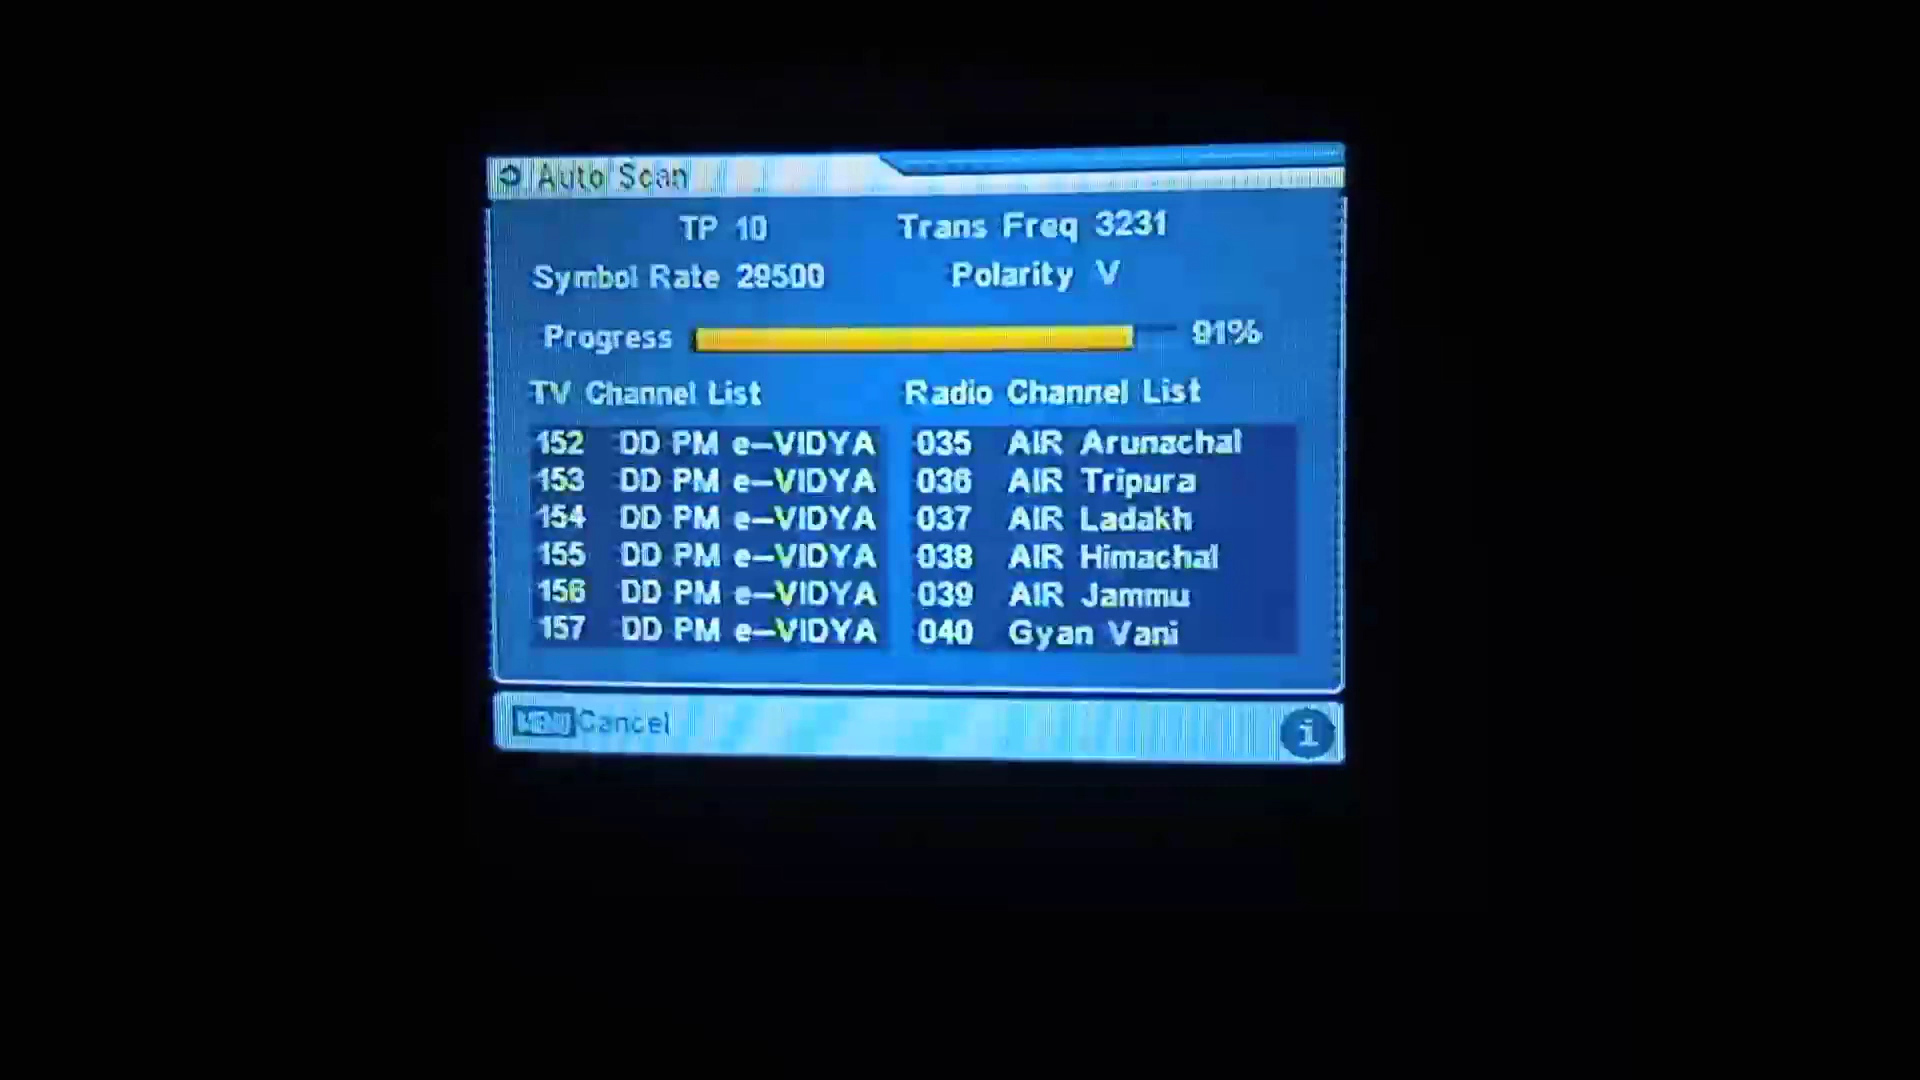 Auto Scan
TP 10 Trans Freq 3231
Symbol Rate 29500 Polarity V
Progress 91%
TV Channel List Radio Channel List
152 DD PM e-VIDYA 035 AIR Arunachal
153 DD PM e-VIDYA 036 AIR Tripura
154 DD PM e-VIDYA 037 AIR Ladakh
155 DD PM e-VIDYA 038 AIR Himachal
156 DD PM e-VIDYA 039 AIR Jammu
157 DD PM e-VIDYA 040 Gyan Vani
MENU Cancel i